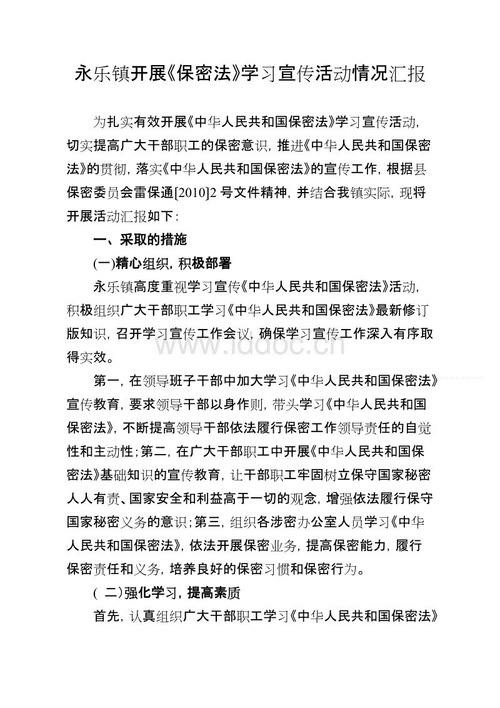 永乐镇开展《保密法》学习宣传活动情况汇报
为扎实有效开展《中华人民共和国保密法》学习宣传活动,
切实提高广大干部职工的保密意识, 推进《中华人民共和国保密
法》的贯彻, 落实《中华人民共和国保密法》的宣传工作, 根据县
保密委员会雷保通[2010]2 号文件精神, 并结合我镇实际, 现将
开展活动汇报如下:
一、采取的措施
(一)精心组织, 积极部署
永乐镇高度重视学习宣传《中华人民共和国保密法》活动,
积极组织广大干部职工学习《中华人民共和国保密法》最新修订
版知识, 召开学习宣传工作会议, 确保学习宣传工作深入有序取
得实效。
www.iddoc.cn
第一, 在领导班子干部中加大学习《中华人民共和国保密法》
宣传教育, 要求领导干部以身作则, 带头学习《中华人民共和国
保密法》, 不断提高领导干部依法履行保密工作领导责任的自觉
性和主动性; 第二, 在广大干部职工中开展《中华人民共和国保
密法》基础知识的宣传教育, 让干部职工牢固树立保守国家秘密
人人有责、国家安全和利益高于一切的观念, 增强依法履行保守
国家秘密义务的意识; 第三, 组织各涉密办公室人员学习《中华
人民共和国保密法》, 依法开展保密业务, 提高保密能力, 履行
保密责任和义务, 培养良好的保密习惯和保密行为。
( 二)强化学习, 提高素质
首先, 认真组织广大干部职工学习《中华人民共和国保密法》